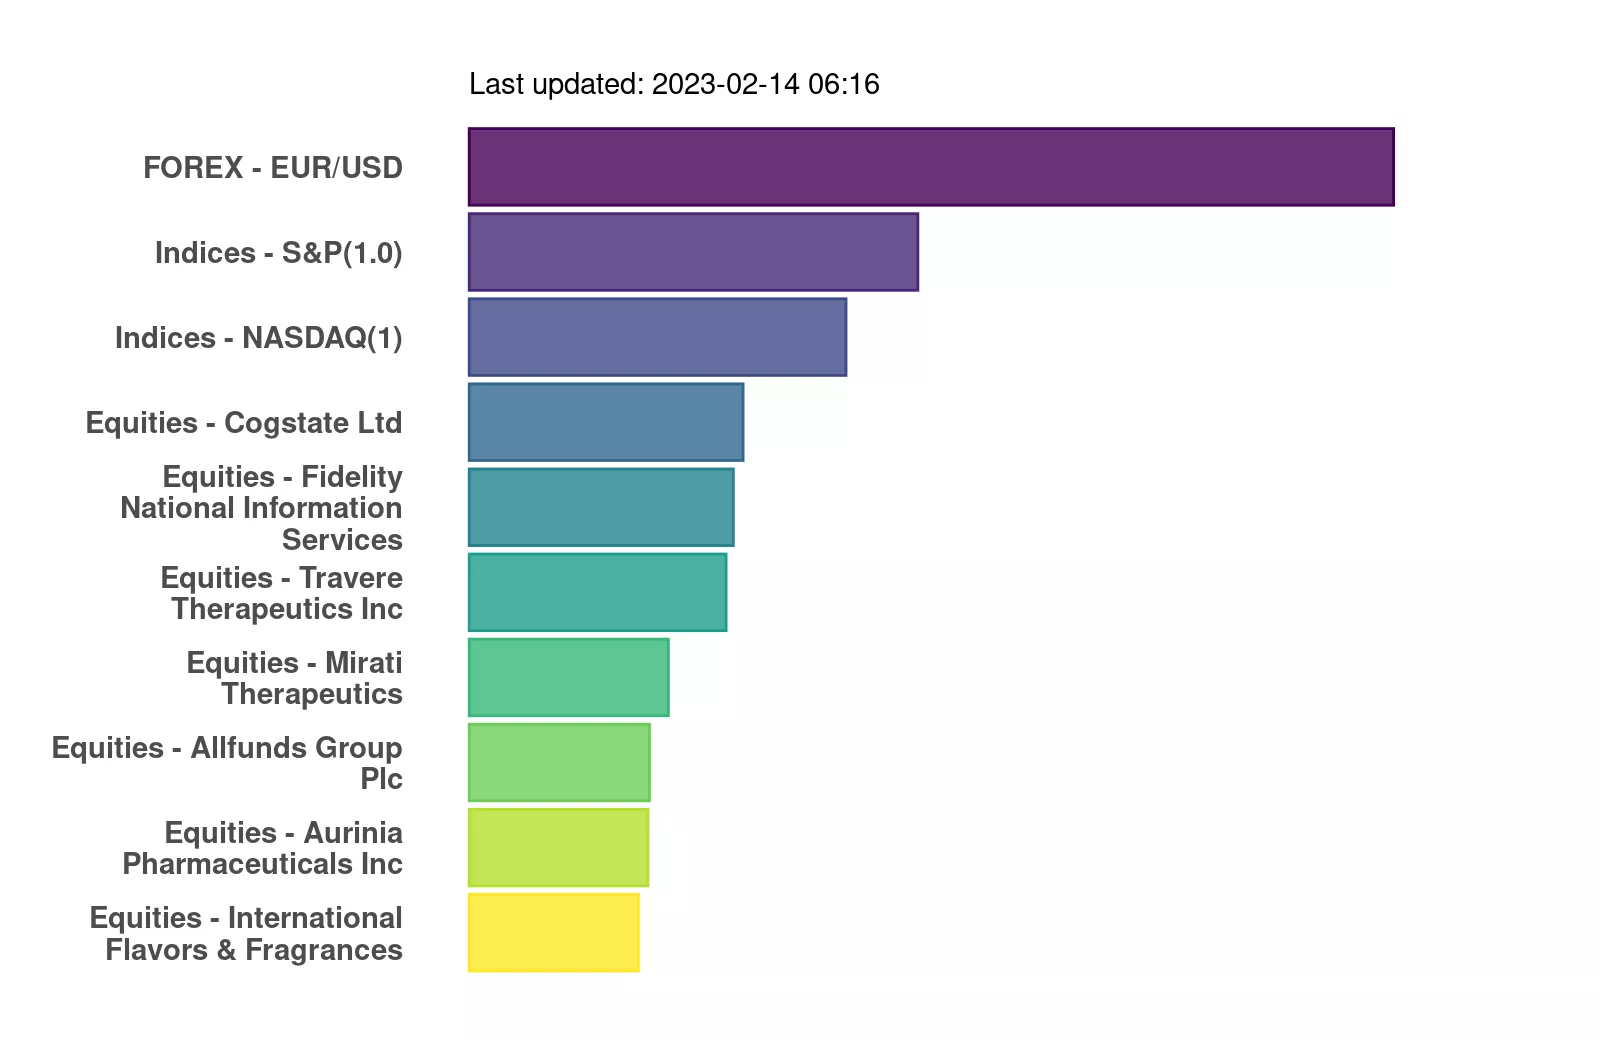 Last updated: 2023-02-14 06:16
FOREX - EUR/USD
Indices - S&P(1.0)
Indices - NASDAQ(1)
Equities - Cogstate Ltd
Equities - Fidelity
National Information
Services
Equities - Travere
Therapeutics Inc
Equities - Mirati
Therapeutics
Equities - Allfunds Group
Plc
Equities - Aurinia
Pharmaceuticals Inc
Equities - International
Flavors & Fragrances